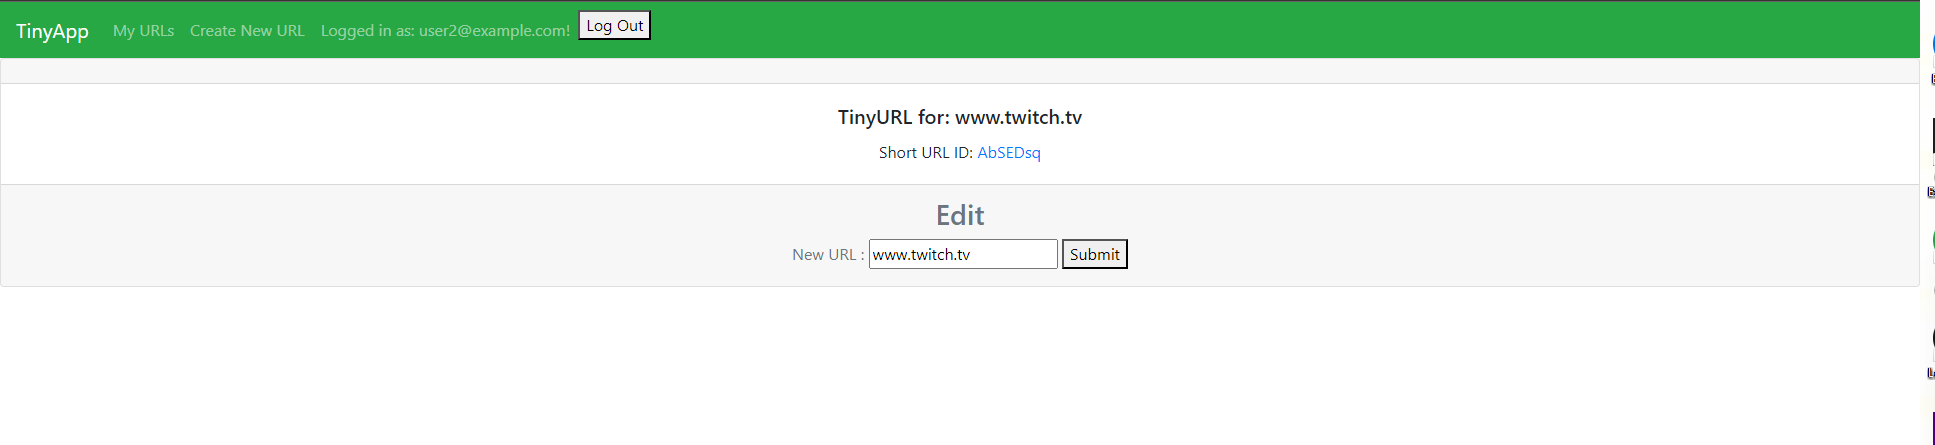 TinyApp My URLs Create New URL Logged in as: user2@example.com! Log Out
TinyURL for: www.twitch.tv
Short URL ID: AbSEDsq
Edit
New URL : www.twitch.tv Submit